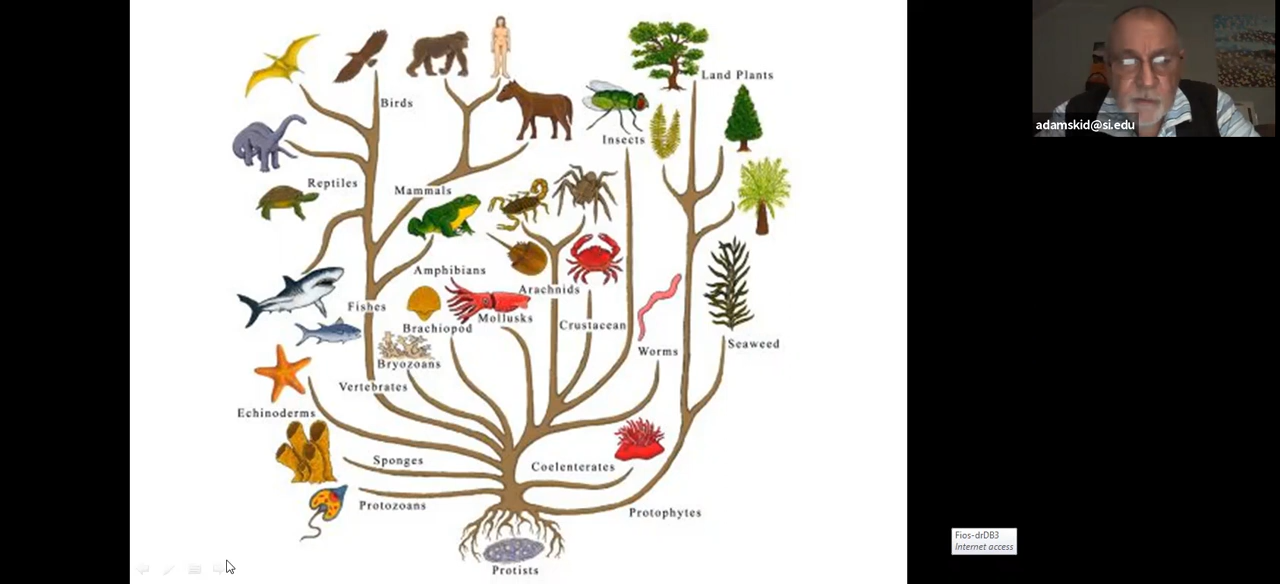 Land Plants
Birds
Insects
Reptiles
Mammals
Amphibians
Arachnids
Fishes
Mollusks
Crustacean
Brachiopod
Seaweed
Worms
Bryozoans
Vertebrates
Echinoderms
Sponges
Coelenterates
Protozoans
Protophytes
Protists
adamskid@si.edu
Fios-drDB3
Internet access